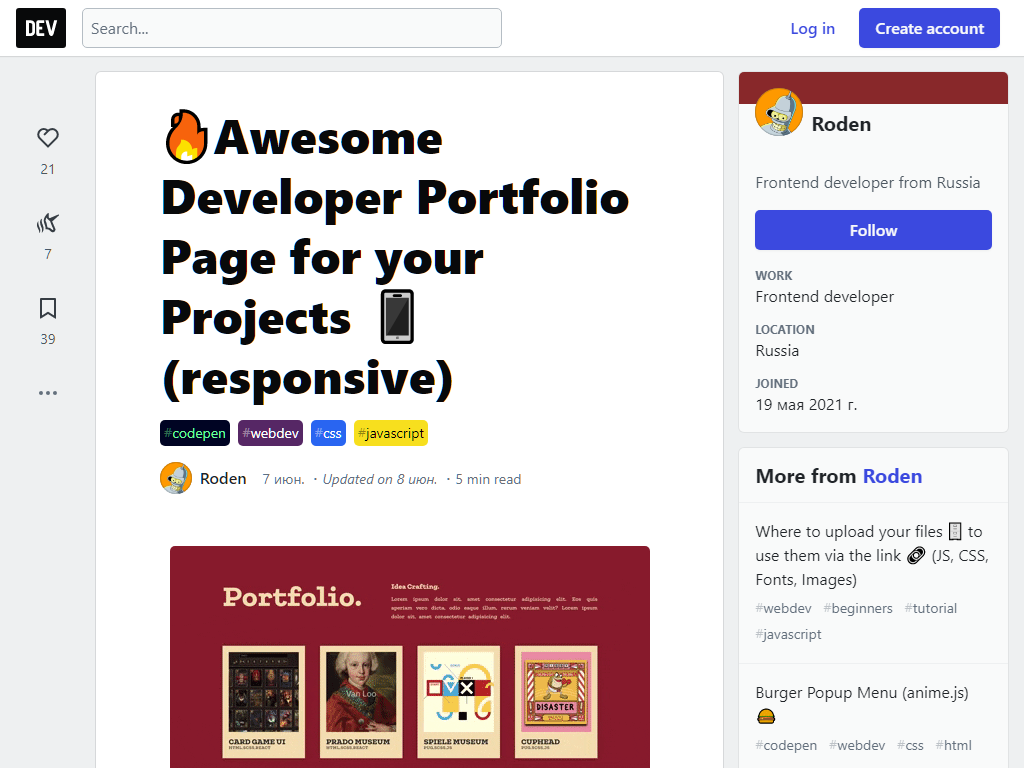 DEV
Search...
Log in
Create account
21
7
39
🔥Awesome
Developer Portfolio
Page for your
Projects 📱
(responsive)
#codepen #webdev #css #javascript
Roden 7 июн. · Updated on 8 июн. · 5 min read
Portfolio.
Idea Crafting.
Lorem ipsum dolor sit, amet consectetur adipisicing elit. Eos quis
aperiam vero dicta, odio eaque illum, rerum veniam velit? Lorem ipsum
dolor sit, amet consectetur adipisicing elit.
Van Loo
DISASTER
CARD GAME UI
HTML.SCSS.REACT
PRADO MUSEUM
HTML.SCSS.REACT
SPIELE MUSEUM
PUG.SCSS.JS
CUPHEAD
PUG.SCSS.JS
Roden
Frontend developer from Russia
Follow
WORK
Frontend developer
LOCATION
Russia
JOINED
19 мая 2021 г.
More from Roden
Where to upload your files 🗄 to
use them via the link 🔗 (JS, CSS,
Fonts, Images)
#webdev #beginners #tutorial
#javascript
Burger Popup Menu (anime.js)
🍔
#codepen #webdev #css #html